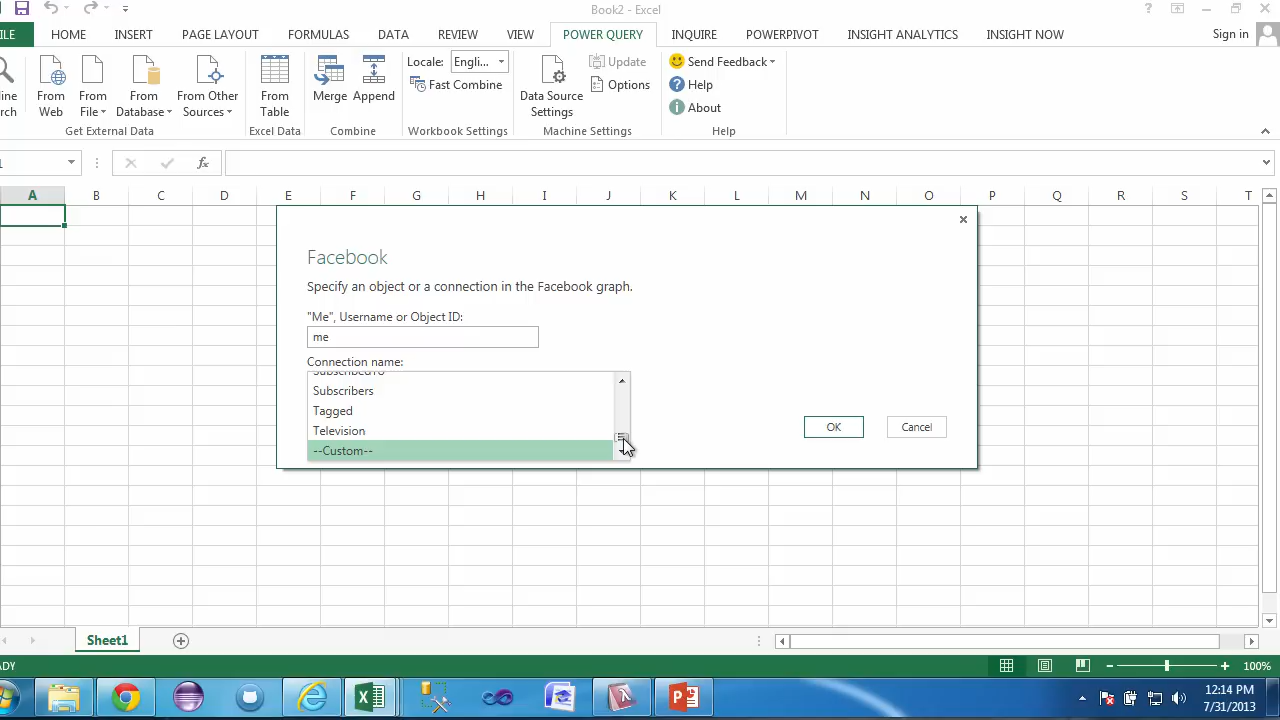 Book2 - Excel
?
ILE
HOME
INSERT
PAGE LAYOUT
FORMULAS
DATA
REVIEW
VIEW
POWER QUERY
INQUIRE
POWERPIVOT
INSIGHT ANALYTICS
INSIGHT NOW
Sign in
line
rch
From
Web
From
File
From
Database
From Other
Sources
Get External Data
From
Table
Excel Data
Merge
Append
Combine
Locale:
Engli...
Fast Combine
Workbook Settings
Data Source
Settings
Update
Options
Machine Settings
Send Feedback
Help
About
Help
1
fx
A B C D E F G H I J K L M N O P Q R S T
Facebook
Specify an object or a connection in the Facebook graph.
"Me", Username or Object ID:
me
Connection name:
SubscribedTo
Subscribers
Tagged
Television
--Custom--
OK
Cancel
Sheet1
ADY
100%
12:14 PM
7/31/2013